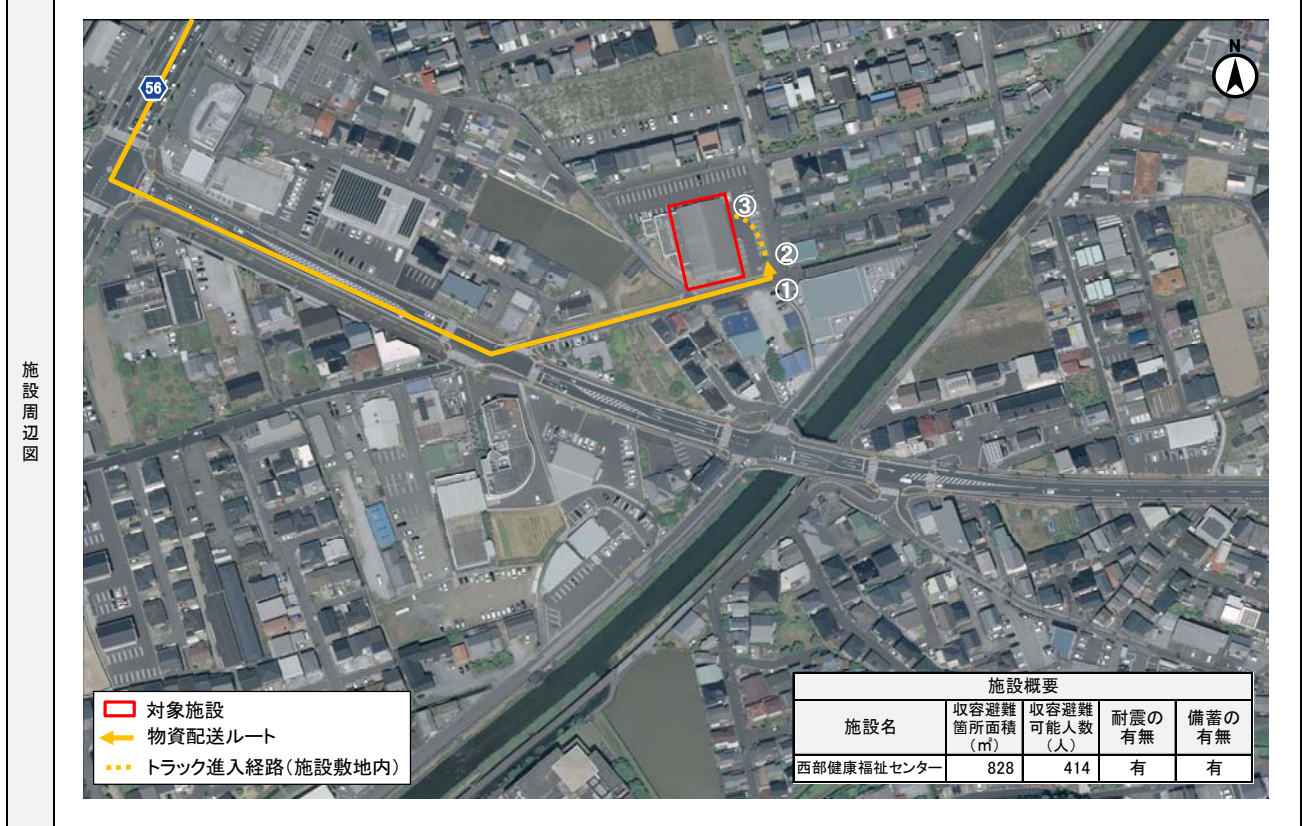 施設周辺図
N
56
③
②
①
対象施設
物資配送ルート
トラック進入経路(施設敷地内)
施設概要
施設名
収容避難
箇所面積
(㎡)
収容避難
可能人数
(人)
耐震の
有無
備蓄の
有無
西部健康福祉センター 828 414 有 有